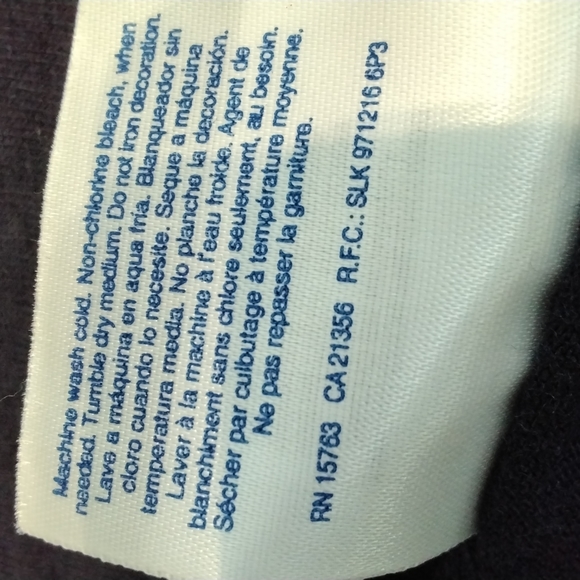 Machine wash cold. Non-chlorine bleach, when
needed. Tumble dry medium. Do not iron decoration.
Lave a máquina en aqua fría. Blanqueador sin
cloro cuando lo necesite. Seque a máquina
temperatura media. No planche la decoración.
Laver à la machine à l'eau froide. Agent de
blanchiment sans chlore seulement, au besoin.
Sécher par culbutage à température moyenne.
Ne pas repasser la garniture.
RN 15763 CA 21356 R.F.C.: SLK 971216 6P3